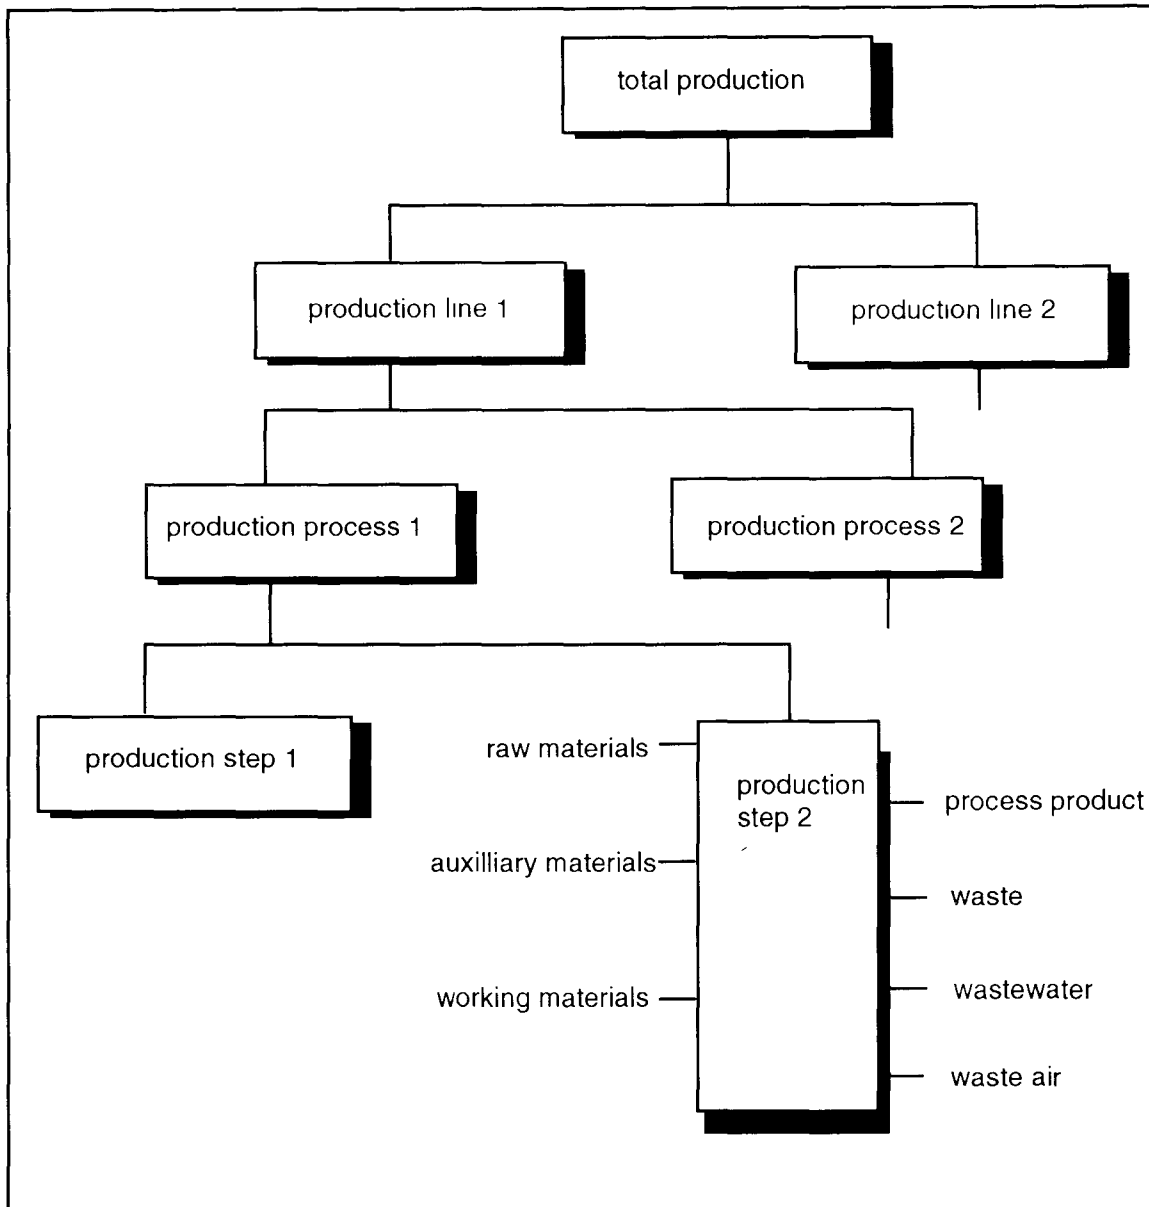 total production
production line 1
production line 2
production process 1
production process 2
production step 1
raw materials
production
step 2
process product
auxilliary materials
waste
working materials
wastewater
waste air